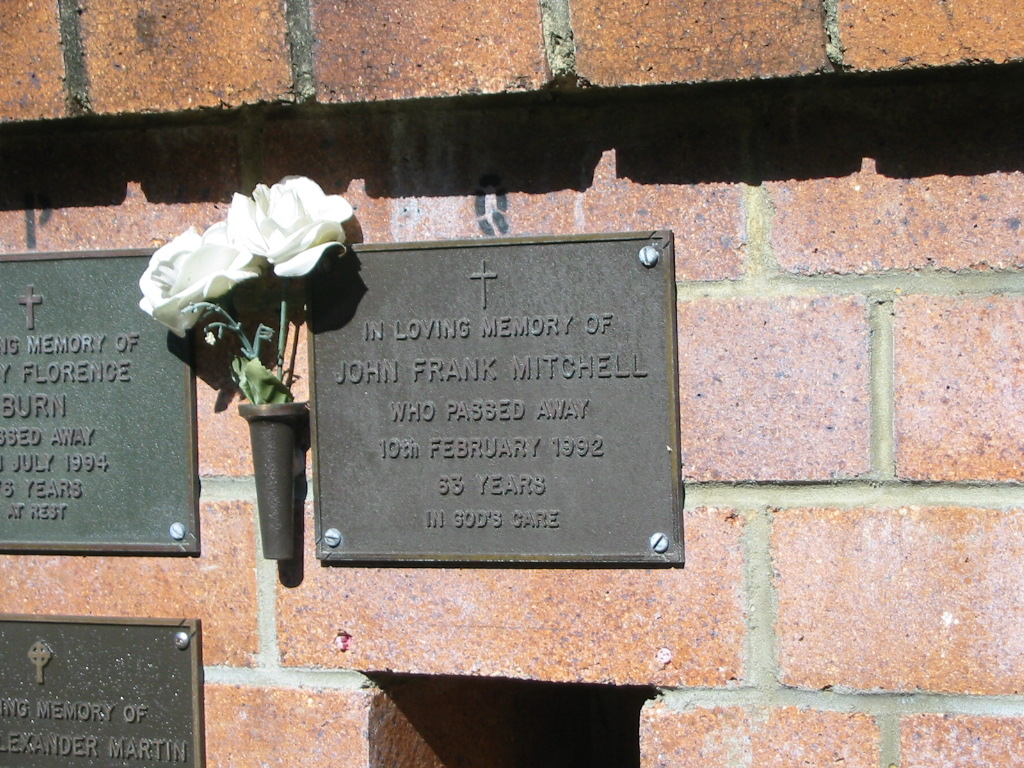 P
8
NG MEMORY OF
Y FLORENCE
BURN
SSED AWAY
JULY 1994
YEARS
AT REST
IN LOVING MEMORY OF
JOHN FRANK MITCHELL
WHO PASSED AWAY
10th FEBRUARY 1992
63 YEARS
IN GOD'S CARE
ING MEMORY OF
LEXANDER MARTIN